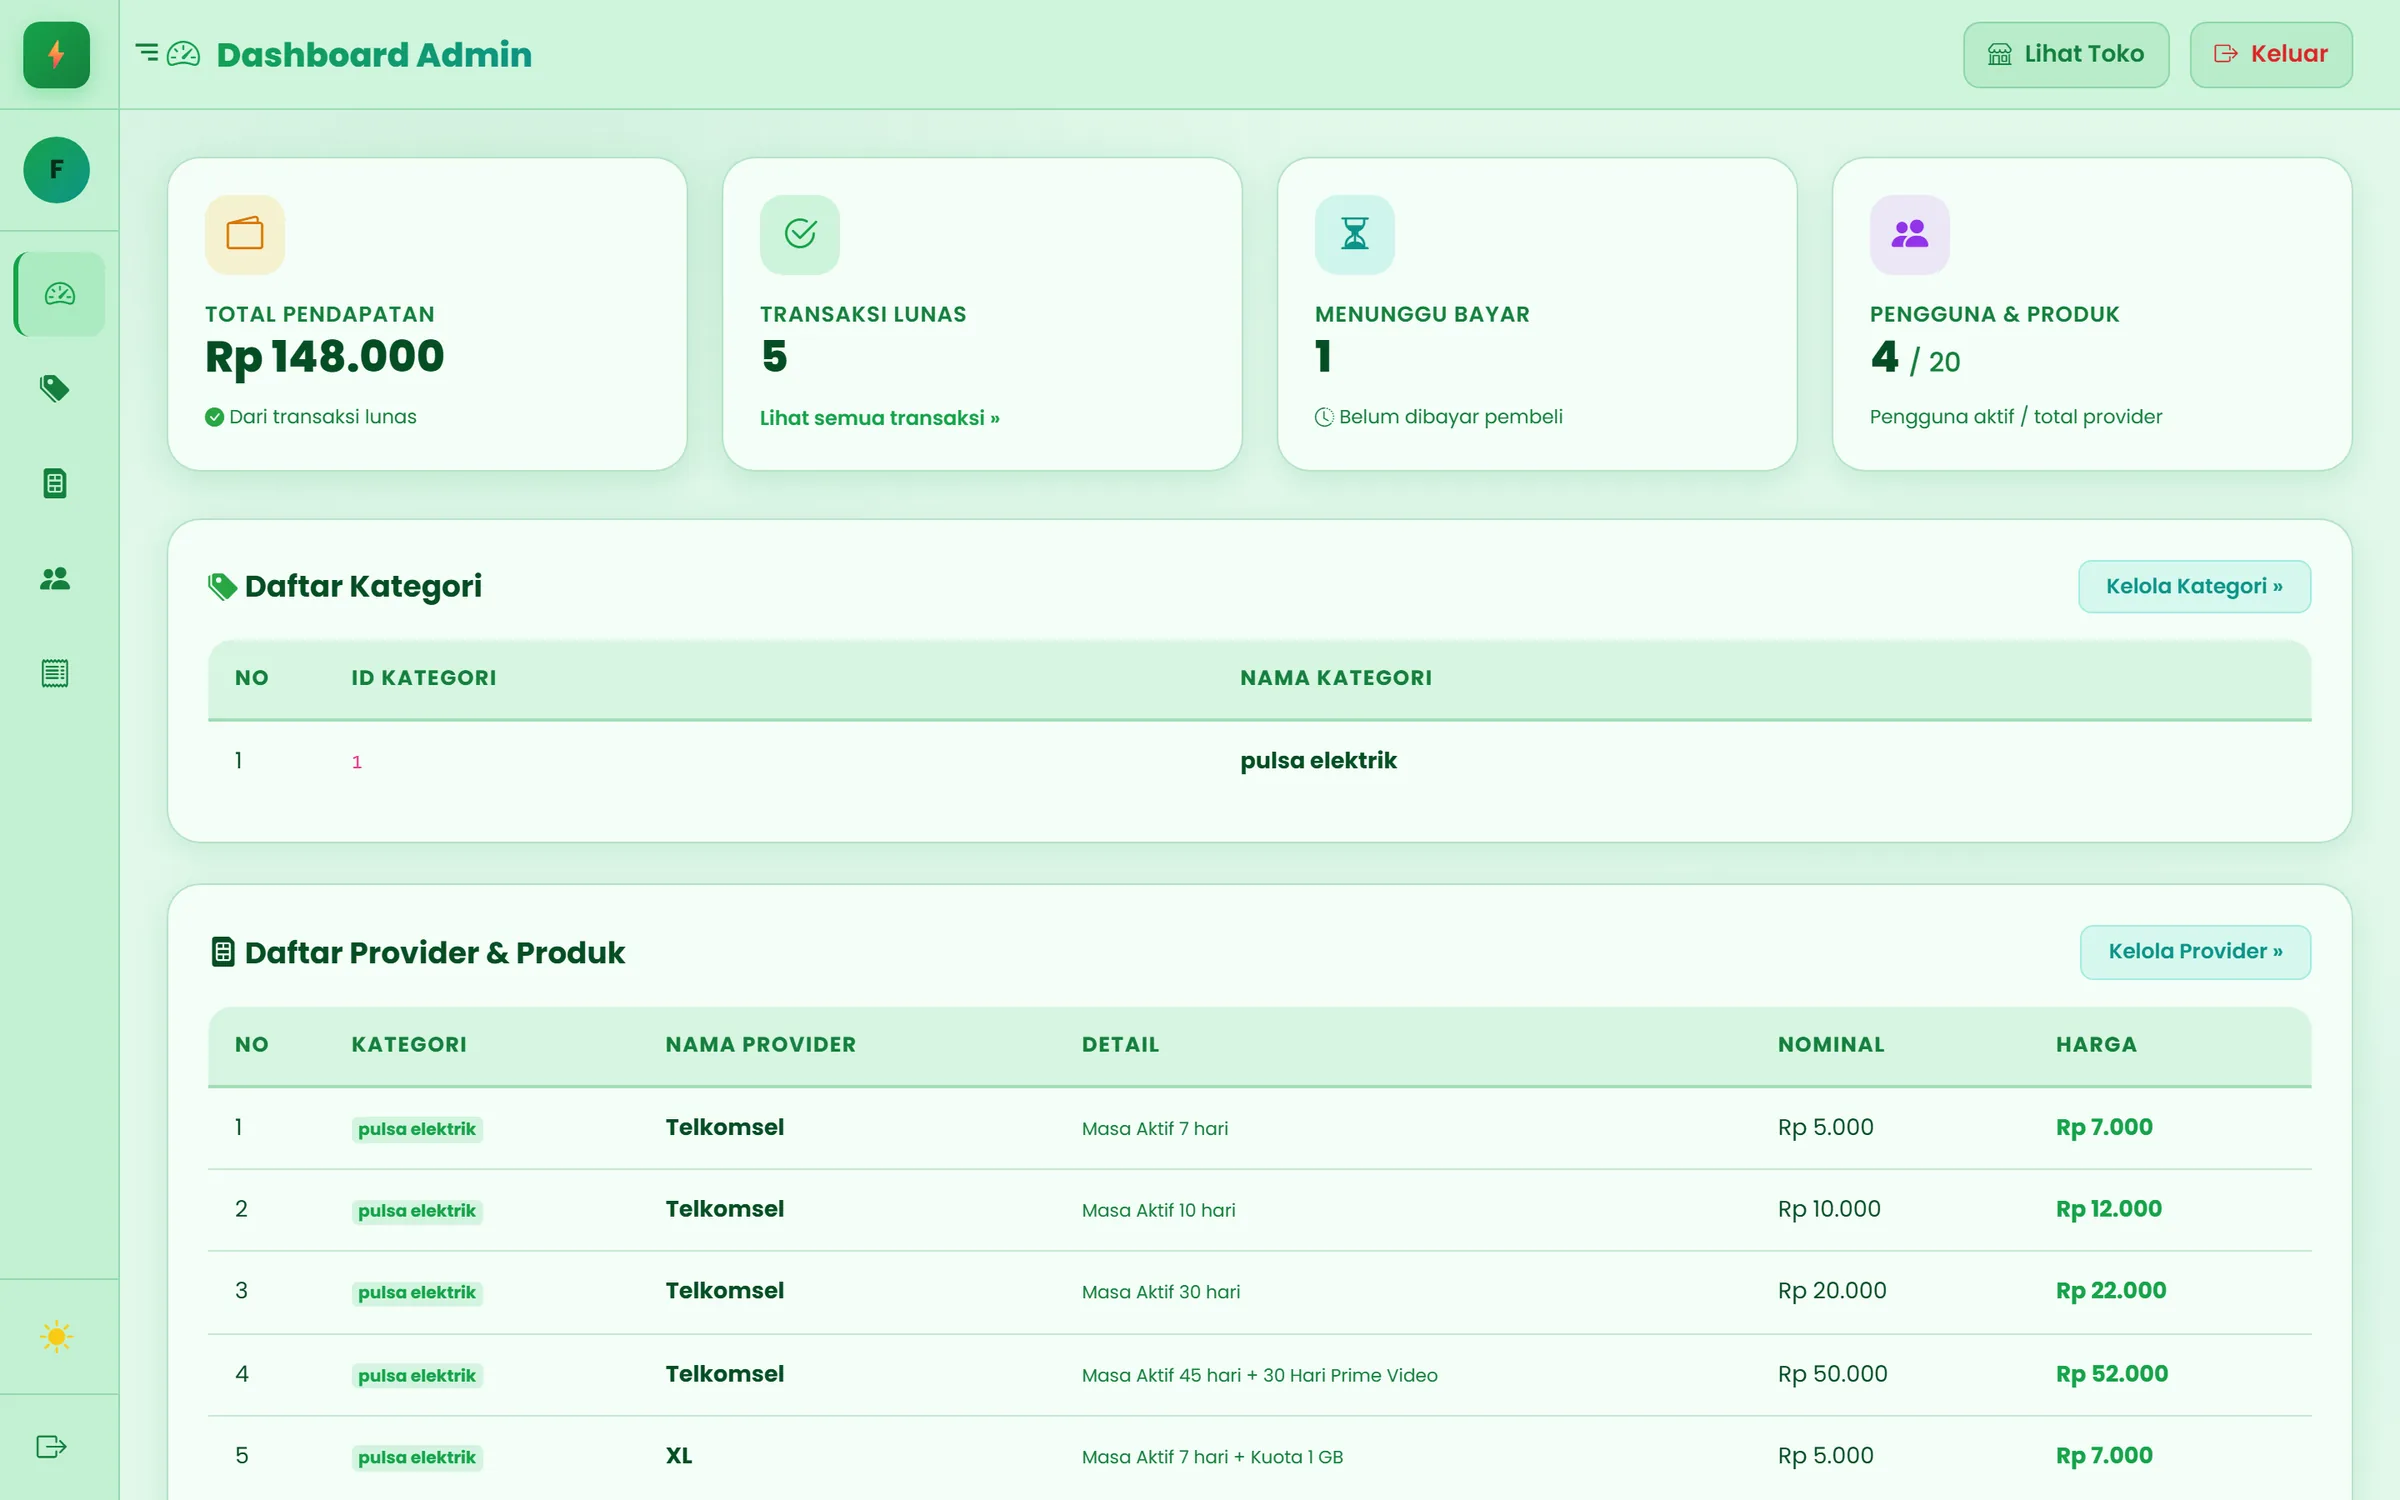 Dashboard Admin
Lihat Toko
Keluar
F
TOTAL PENDAPATAN
Rp 148.000
Dari transaksi lunas
TRANSAKSI LUNAS
5
Lihat semua transaksi »
MENUNGGU BAYAR
1
Belum dibayar pembeli
PENGGUNA & PRODUK
4 / 20
Pengguna aktif / total provider
Daftar Kategori
Kelola Kategori »
NO ID KATEGORI NAMA KATEGORI
1 1 pulsa elektrik
Daftar Provider & Produk
Kelola Provider »
NO KATEGORI NAMA PROVIDER DETAIL NOMINAL HARGA
1 pulsa elektrik Telkomsel Masa Aktif 7 hari Rp 5.000 Rp 7.000
2 pulsa elektrik Telkomsel Masa Aktif 10 hari Rp 10.000 Rp 12.000
3 pulsa elektrik Telkomsel Masa Aktif 30 hari Rp 20.000 Rp 22.000
4 pulsa elektrik Telkomsel Masa Aktif 45 hari + 30 Hari Prime Video Rp 50.000 Rp 52.000
5 pulsa elektrik XL Masa Aktif 7 hari + Kuota 1 GB Rp 5.000 Rp 7.000